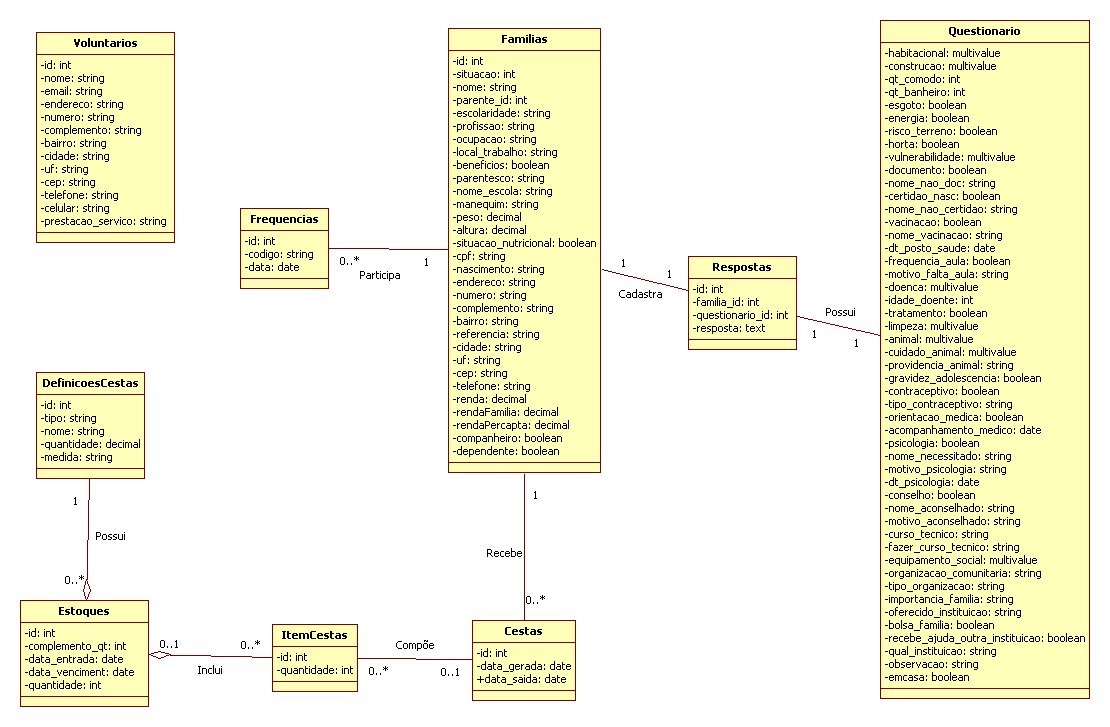 Voluntarios
-id: int
-nome: string
-email: string
-endereco: string
-numero: string
-complemento: string
-bairro: string
-cidade: string
-uf: string
-cep: string
-telefone: string
-celular: string
-prestacao_servico: string
Frequencias
-id: int
-codigo: string
-data: date
0..*
1
Participa
Familias
-id: int
-situacao: int
-nome: string
-parente_id: int
-escolaridade: string
-profissao: string
-ocupacao: string
-local_trabalho: string
-beneficios: boolean
-parentesco: string
-nome_escola: string
-manequim: string
-peso: decimal
-altura: decimal
-situacao_nutricional: boolean
-cpf: string
-nascimento: string
-endereco: string
-numero: string
-complemento: string
-bairro: string
-referencia: string
-cidade: string
-uf: string
-cep: string
-telefone: string
-renda: decimal
-rendaFamilia: decimal
-rendaPercapta: decimal
-companheiro: boolean
-dependente: boolean
1
1
Cadastra
Respostas
-id: int
-familia_id: int
-questionario_id: int
-resposta: text
Possui
1
1
Questionario
-habitacional: multivalue
-construcao: multivalue
-qt_comodo: int
-qt_banheiro: int
-esgoto: boolean
-energia: boolean
-risco_terreno: boolean
-horta: boolean
-vulnerabilidade: multivalue
-documento: boolean
-nome_nao_doc: string
-certidao_nasc: boolean
-nome_nao_certidao: string
-vacinacao: boolean
-nome_vacinacao: string
-dt_posto_saude: date
-frequencia_aula: boolean
-motivo_falta_aula: string
-doenca: multivalue
-idade_doente: int
-tratamento: boolean
-limpeza: multivalue
-animal: multivalue
-cuidado_animal: multivalue
-providencia_animal: string
-gravidez_adolescencia: boolean
-contraceptivo: boolean
-tipo_contraceptivo: string
-orientacao_medica: boolean
-acompanhamento_medico: date
-psicologia: boolean
-nome_necessitado: string
-motivo_psicologia: string
-dt_psicologia: date
-conselho: boolean
-nome_aconselhado: string
-motivo_aconselhado: string
-curso_tecnico: string
-fazer_curso_tecnico: string
-equipamento_social: multivalue
-organizacao_comunitaria: string
-tipo_organizacao: string
-importancia_familia: string
-oferecido_instituicao: string
-bolsa_familia: boolean
-recebe_ajuda_outra_instituicao: boolean
-qual_instituicao: string
-observacao: string
-emcasa: boolean
DefinicoesCestas
-id: int
-tipo: string
-nome: string
-quantidade: decimal
-medida: string
1
Possui
0..*
Estoques
-id: int
-complemento_qt: int
-data_entrada: date
-data_venciment: date
-quantidade: int
0..1
0..*
Inclui
ItemCestas
-id: int
-quantidade: int
Compõe
0..*
0..1
1
Recebe
0..*
Cestas
-id: int
-data_gerada: date
+data_saida: date